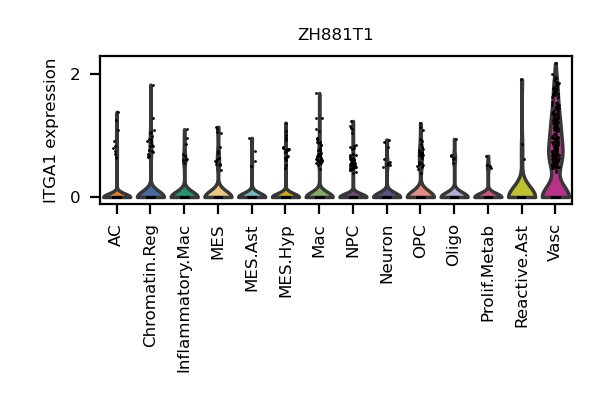 ZH881T1
ITGA1 expression
2
0
AC
Chromatin.Reg
Inflammatory.Mac
MES
MES.Ast
MES.Hyp
Mac
NPC
Neuron
OPC
Oligo
Prolif.Metab
Reactive.Ast
Vasc